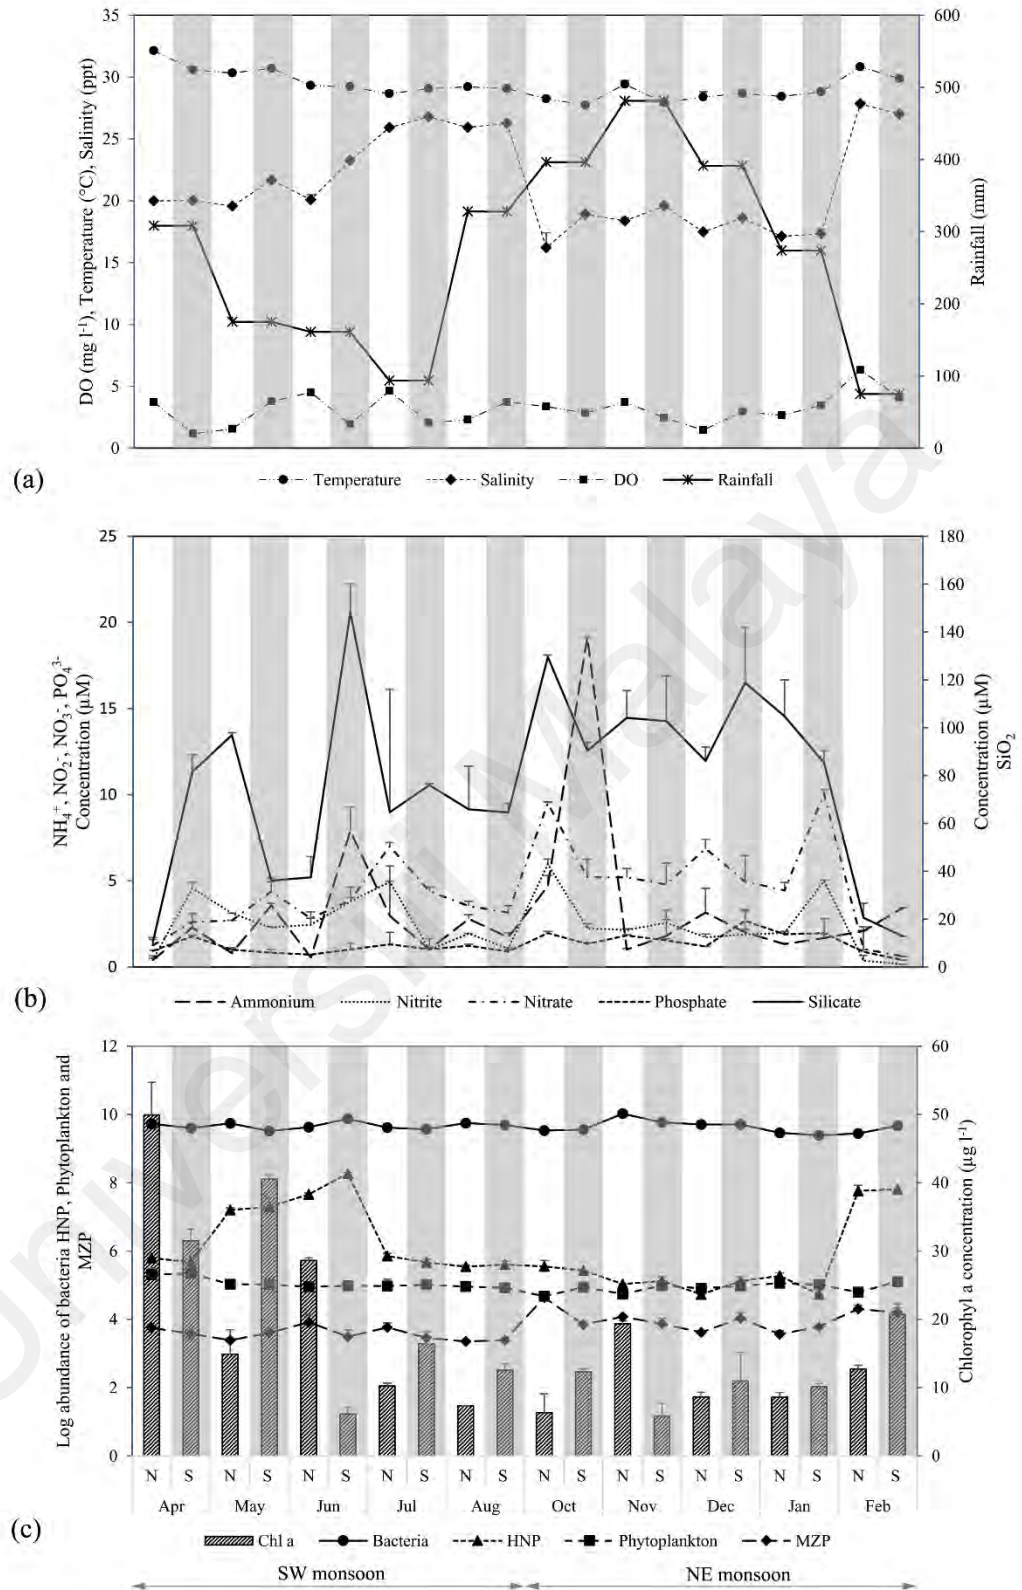 35
30
25
20
15
10
5
0
DO (mg l⁻¹), Temperature (°C), Salinity (ppt)
600
500
400
300
200
100
0
Rainfall (mm)
(a)
Temperature Salinity DO Rainfall
25
20
15
10
5
0
NH₄⁺, NO₂⁻, NO₃⁻, PO₄³⁻
Concentration (µM)
180
160
140
120
100
80
60
40
20
0
Concentration (µM)
SiO₂
(b)
Ammonium Nitrite Nitrate Phosphate Silicate
12
10
8
6
4
2
0
Log abundance of bacteria HNP, Phytoplankton and
MZP
60
50
40
30
20
10
0
Chlorophyl a concentration (µg l⁻¹)
N S N S N S N S N S N S N S N S N S N S
Apr May Jun Jul Aug Oct Nov Dec Jan Feb
(c)
Chl a Bacteria HNP Phytoplankton MZP
SW monsoon NE monsoon
Universiti Malaya